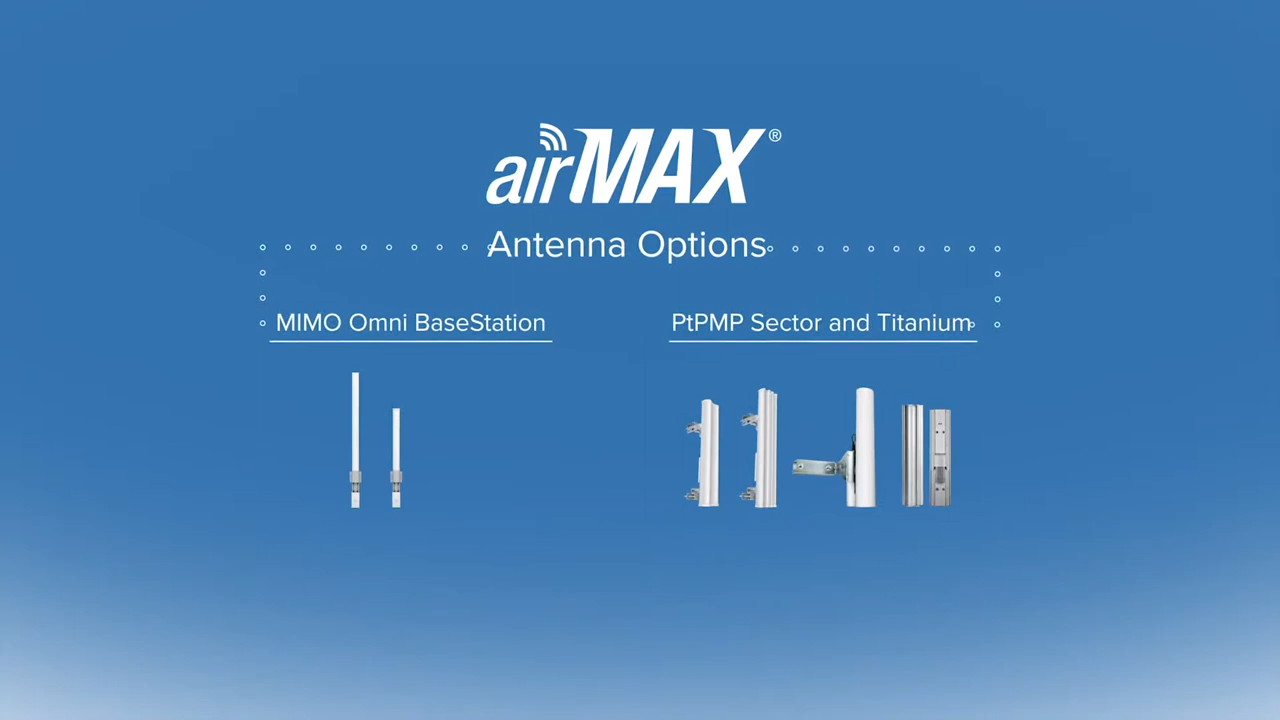 airMAX®
Antenna Options
MIMO Omni BaseStation
PtPMP Sector and Titanium